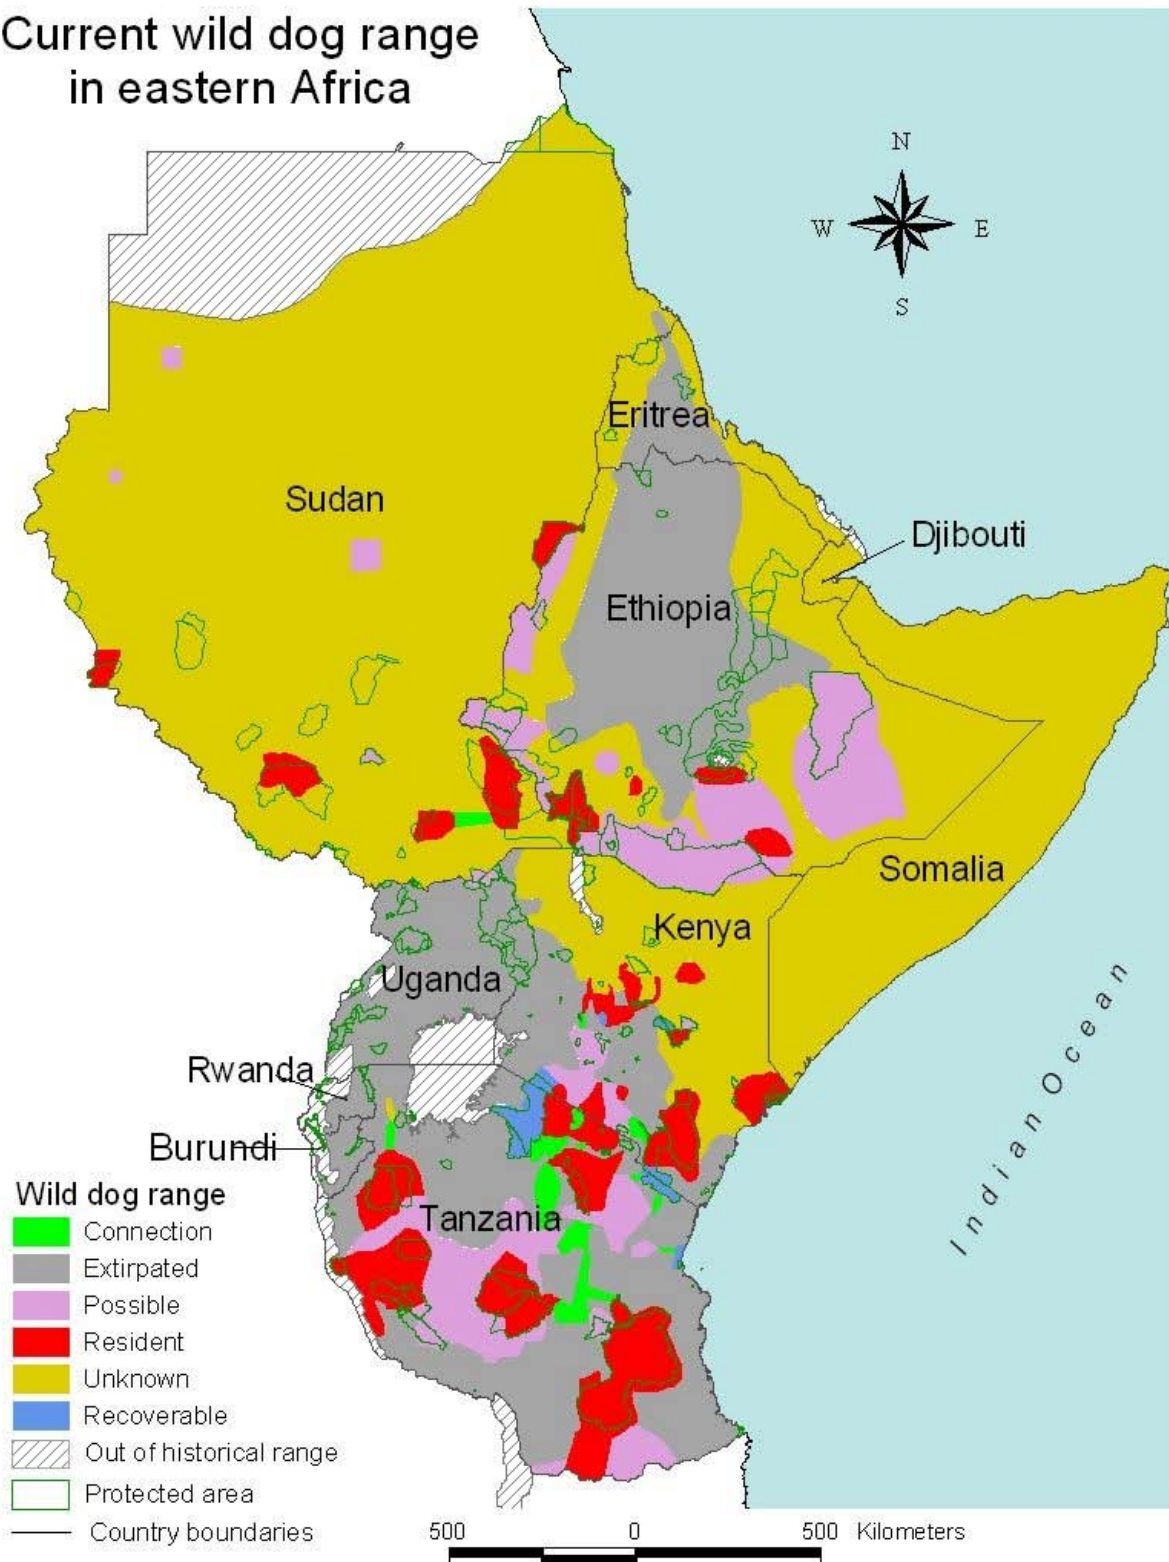 Current wild dog range
in eastern Africa
N
W
E
S
Eritrea
Sudan
Djibouti
Ethiopia
Somalia
Kenya
Uganda
Indian Ocean
Rwanda
Burundi
Wild dog range
Tanzania
Connection
Extirpated
Possible
Resident
Unknown
Recoverable
Out of historical range
Protected area
Country boundaries
500 0 500 Kilometers